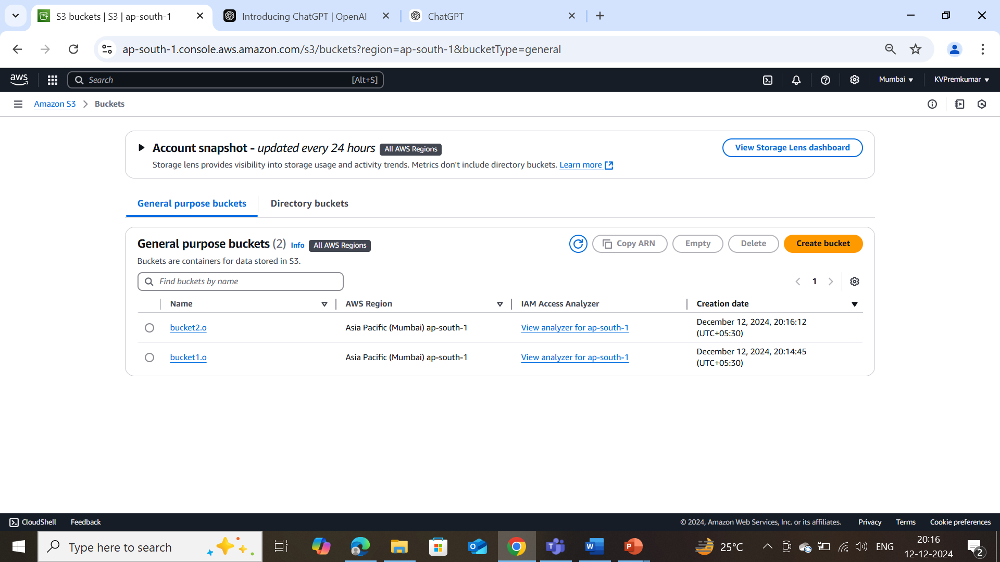 S3 buckets | S3 | ap-south-1
Introducing ChatGPT | OpenAI
ChatGPT
ap-south-1.console.aws.amazon.com/s3/buckets?region=ap-south-1&bucketType=general
aws
Search
[Alt+S]
Mumbai
KVPremkumar
Amazon S3
Buckets
Account snapshot - updated every 24 hours
All AWS Regions
View Storage Lens dashboard
Storage lens provides visibility into storage usage and activity trends. Metrics don't include directory buckets. Learn more
General purpose buckets
Directory buckets
General purpose buckets (2)
Info
All AWS Regions
Copy ARN
Empty
Delete
Create bucket
Buckets are containers for data stored in S3.
Find buckets by name
1
Name
AWS Region
IAM Access Analyzer
Creation date
bucket2.o
Asia Pacific (Mumbai) ap-south-1
View analyzer for ap-south-1
December 12, 2024, 20:16:12
(UTC+05:30)
bucket1.o
Asia Pacific (Mumbai) ap-south-1
View analyzer for ap-south-1
December 12, 2024, 20:14:45
(UTC+05:30)
CloudShell
Feedback
© 2024, Amazon Web Services, Inc. or its affiliates.
Privacy
Terms
Cookie preferences
Type here to search
25°C
ENG
20:16
12-12-2024
2